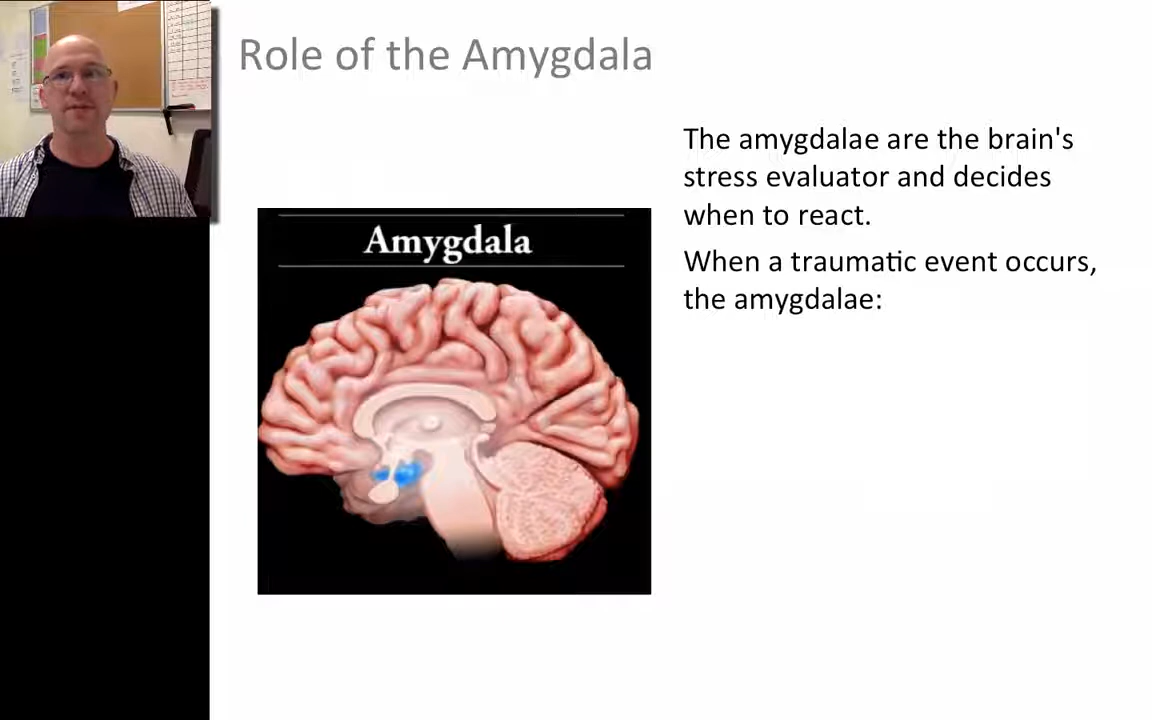 Role of the Amygdala
The amygdalae are the brain's
stress evaluator and decides
when to react.
When a traumatic event occurs,
the amygdalae:
Amygdala